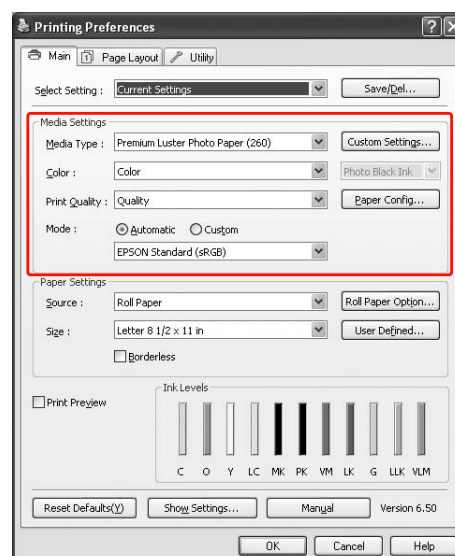 Printing Preferences
Main Page Layout Utility
Select Setting : Current Settings Save/Del...
Media Settings
Media Type : Premium Luster Photo Paper (260) Custom Settings...
Color : Color Photo Black Ink
Print Quality : Quality Paper Config...
Mode : Automatic Custom
EPSON Standard (sRGB)
Paper Settings
Source : Roll Paper Roll Paper Option...
Size : Letter 8 1/2 x 11 in User Defined...
Borderless
Print Preview
Ink Levels
C O Y LC MK PK VM LK G LLK VLM
Reset Defaults(Y) Show Settings... Manual Version 6.50
OK Cancel Help